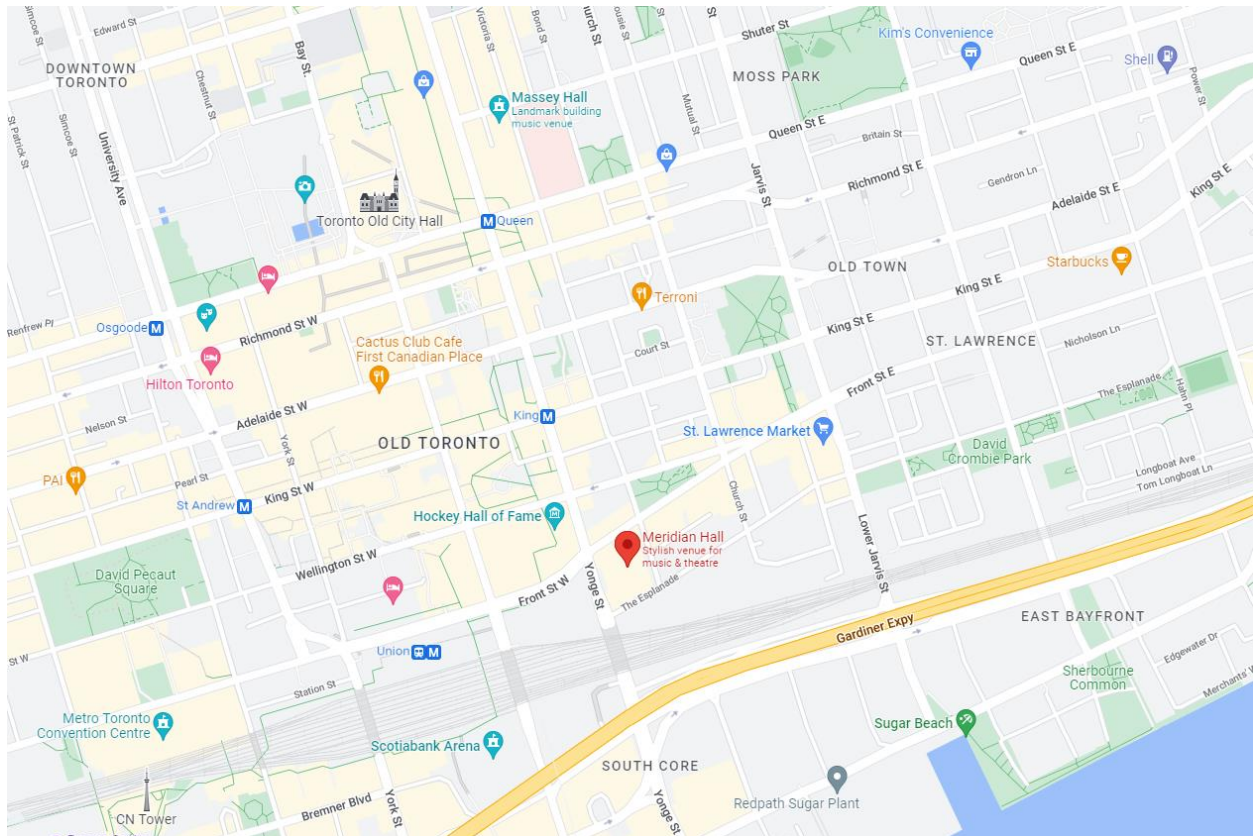 Simcoe St
Edward St
Bay St.
Victoria St
Bond St
Church St
Shuter St
Kim's Convenience
Queen St E
Shell
DOWNTOWN
TORONTO
Chestnut St
MOSS PARK
Power St
Massey Hall
Landmark building
music venue
Mutual St
Queen St E
Britain St
St Patrick St
Simcoe St
University Ave
Jarvis St
Richmond St E
Gendron Ln
King St E
Adelaide St E
Toronto Old City Hall
Queen
OLD TOWN
Starbucks
Terroni
King St E
Renfrew Pl
Osgoode
Richmond St W
King St E
Nicholson Ln
Cactus Club Cafe
First Canadian Place
Court St
ST. LAWRENCE
Hilton Toronto
Front St E
The Esplanade
Hahn Pl
Nelson St
Adelaide St W
King
St. Lawrence Market
York St
OLD TORONTO
David
Crombie Park
Longboat Ave
Tom Longboat Ln
PAI
Pearl St
King St W
St Andrew
Church St
Hockey Hall of Fame
Lower Jarvis St
Meridian Hall
Stylish venue for
music & theatre
Wellington St W
David Pecaut
Square
Front St W
Yonge St
The Esplanade
EAST BAYFRONT
Gardiner Expy
Edgewater Dr
Union
St W
Sherbourne
Common
Station St
Merchants' W
Metro Toronto
Convention Centre
Sugar Beach
Scotiabank Arena
SOUTH CORE
Redpath Sugar Plant
CN Tower
Bremner Blvd
York St
Yonge St